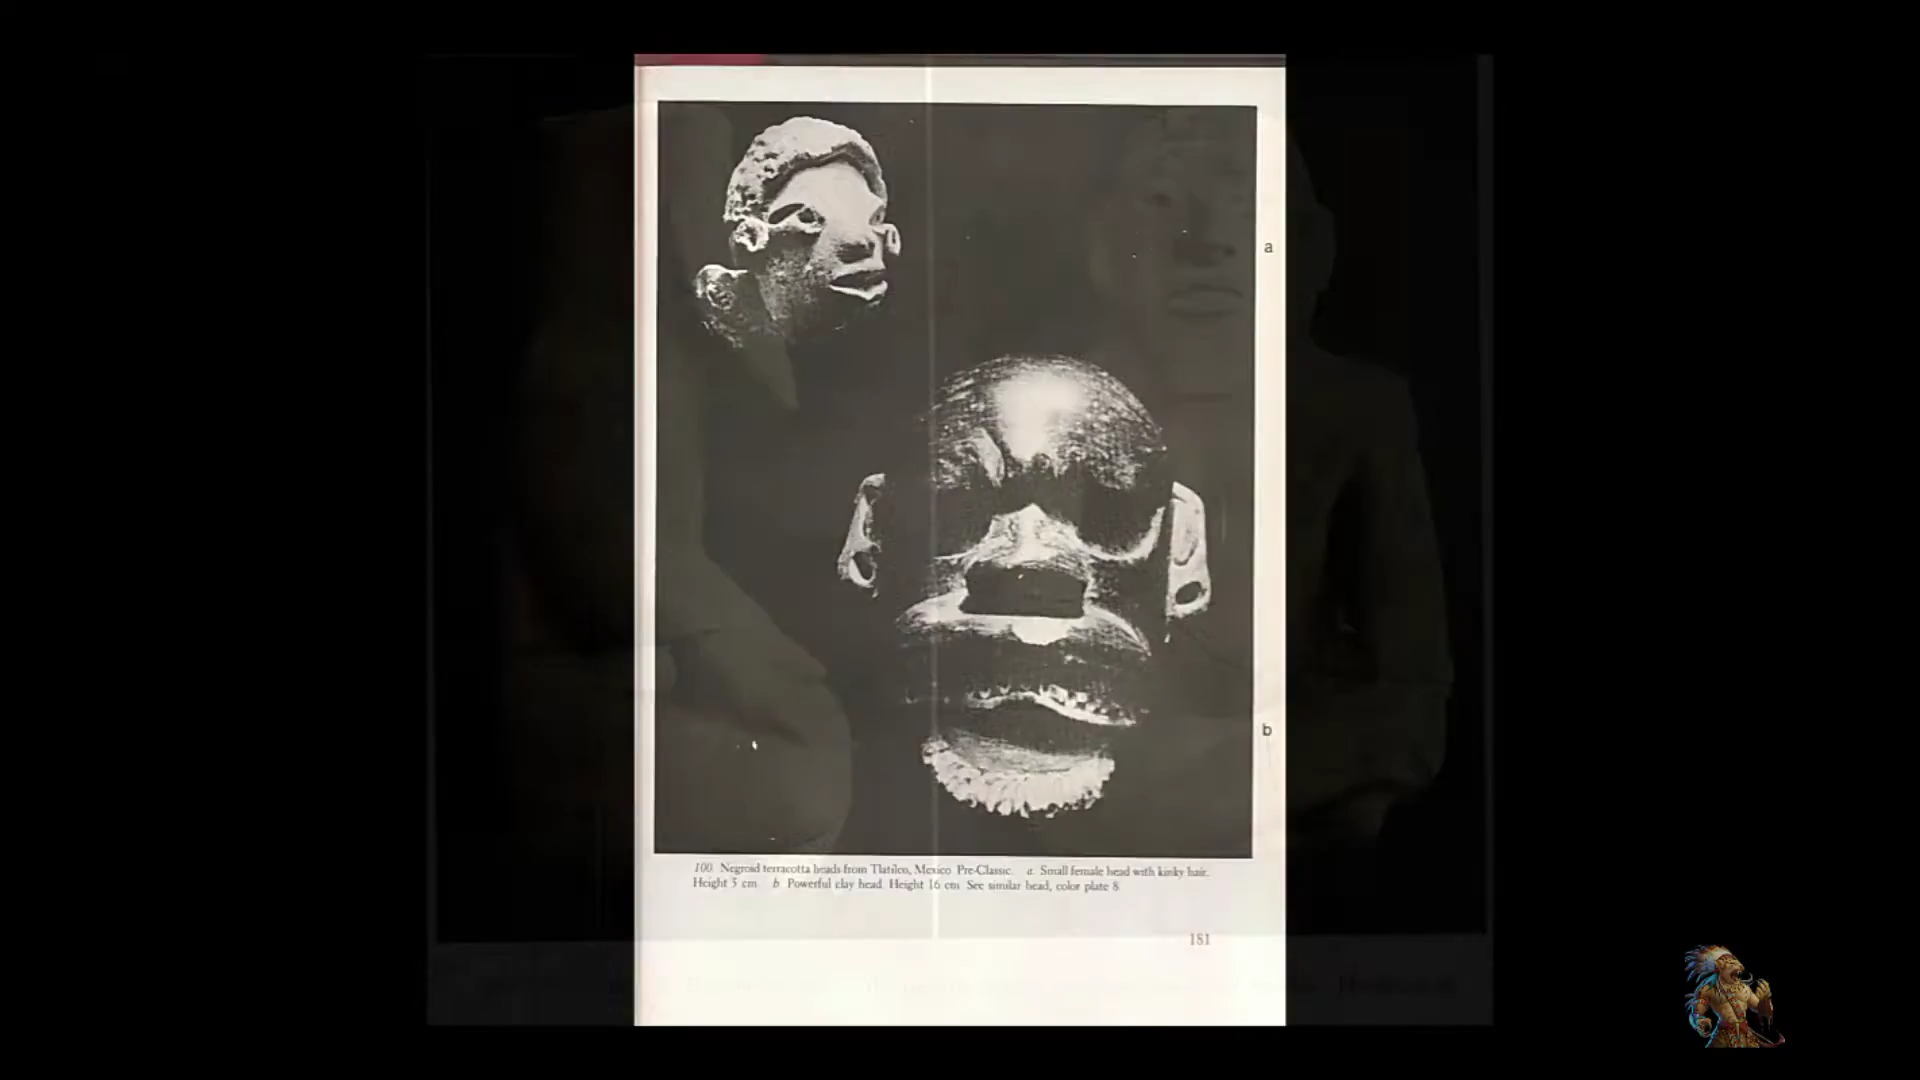 a
b
100. Negroid terracotta heads from Tlatilco, Mexico Pre-Classic. a. Small female head with kinky hair.
Height 5 cm. b. Powerful clay head. Height 16 cm. See similar head, color plate 8
181